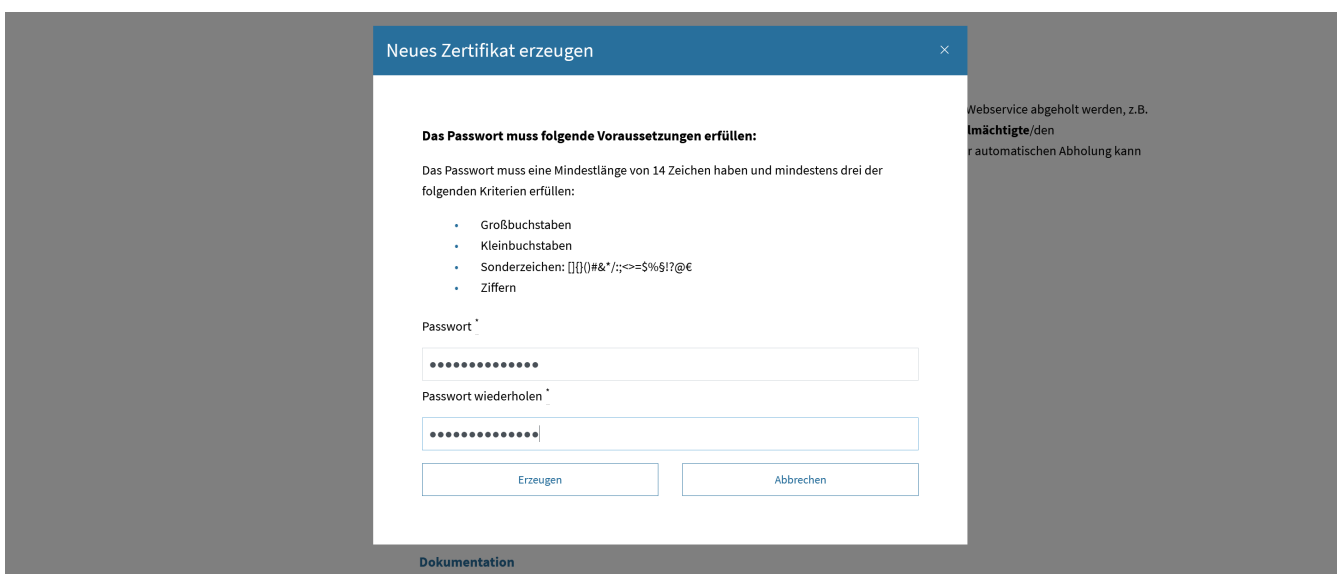 Neues Zertifikat erzeugen
Webservice abgeholt werden, z.B.
lmächtigte/den
r automatischen Abholung kann
Das Passwort muss folgende Voraussetzungen erfüllen:
Das Passwort muss eine Mindestlänge von 14 Zeichen haben und mindestens drei der
folgenden Kriterien erfüllen:
• Großbuchstaben
• Kleinbuchstaben
• Sonderzeichen: []{}()#&*/:;<>=$%§!?@€
• Ziffern
Passwort *
●●●●●●●●●●●●●●
Passwort wiederholen *
●●●●●●●●●●●●●●
Erzeugen
Abbrechen
Dokumentation